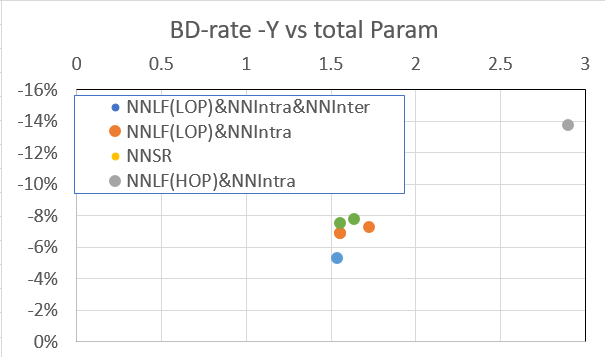 BD-rate -Y vs total Param
0 0.5 1 1.5 2 2.5 3
-16%
NNLF(LOP)&NNIntra&NNInter
-14%
NNLF(LOP)&NNIntra
-12%
NNSR
-10%
NNLF(HOP)&NNIntra
-8%
-6%
-4%
-2%
0%